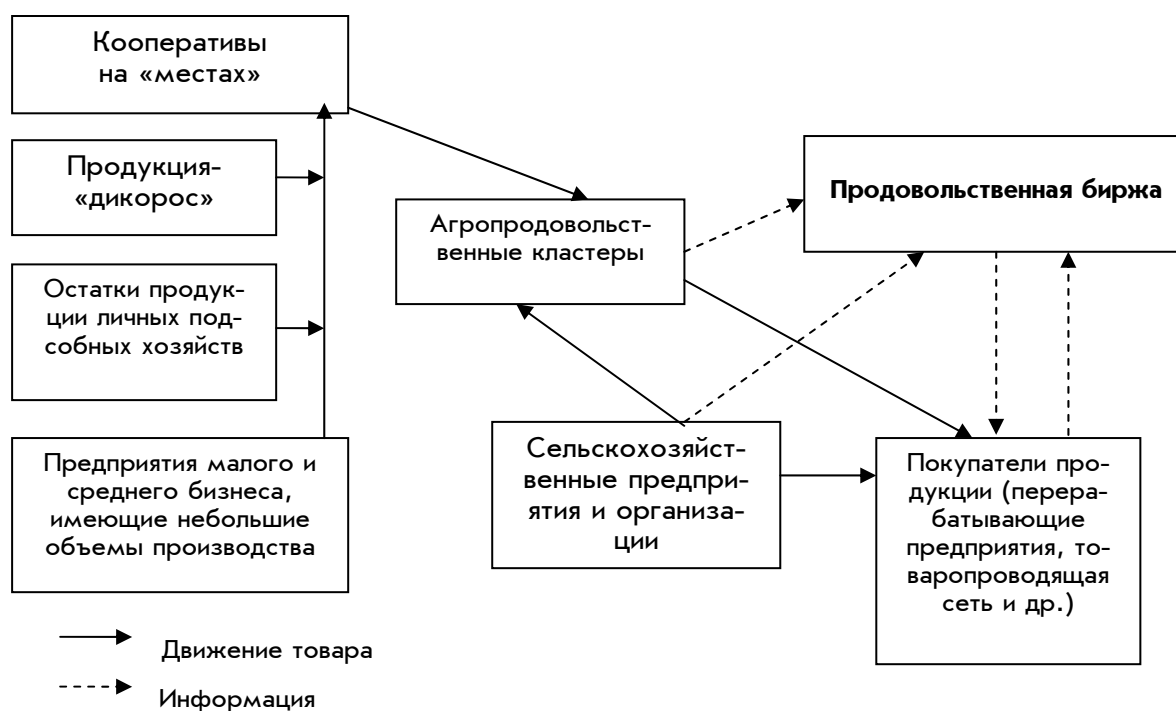 Кооперативы
на «местах»
Продукция-
«дикорос»
Остатки продук-
ции личных под-
собных хозяйств
Предприятия малого и
среднего бизнеса,
имеющие небольшие
объемы производства
Агропродовольст-
венные кластеры
Продовольственная биржа
Сельскохозяйст-
венные предпри-
ятия и организа-
ции
Покупатели про-
дукции (перера-
батывающие
предприятия, то-
варопроводящая
сеть и др.)
Движение товара
Информация